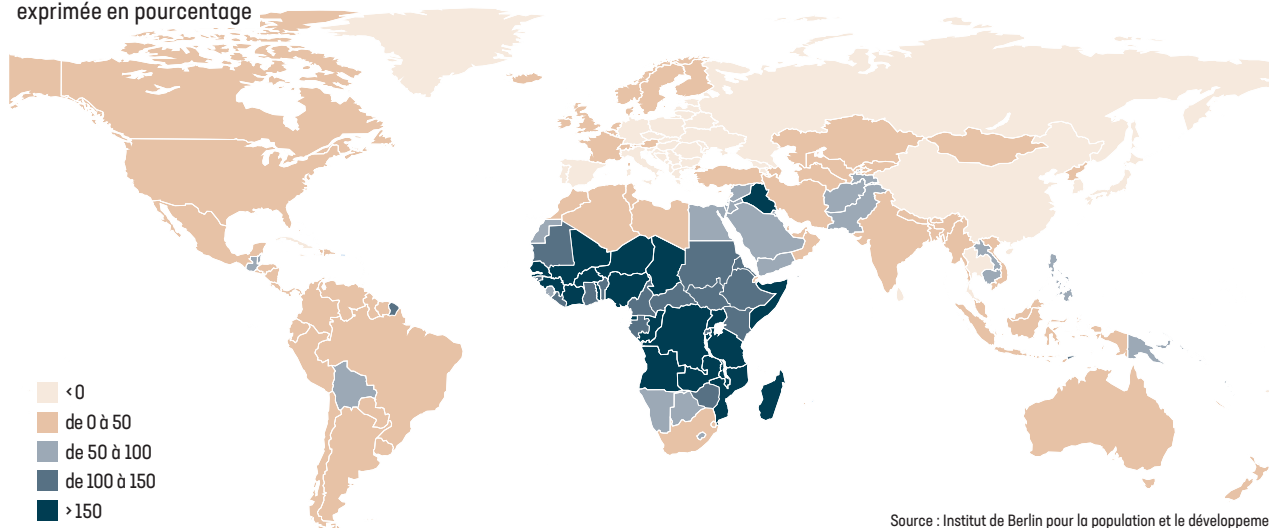 exprimée en pourcentage
< 0
de 0 à 50
de 50 à 100
de 100 à 150
> 150
Source : Institut de Berlin pour la population et le développeme